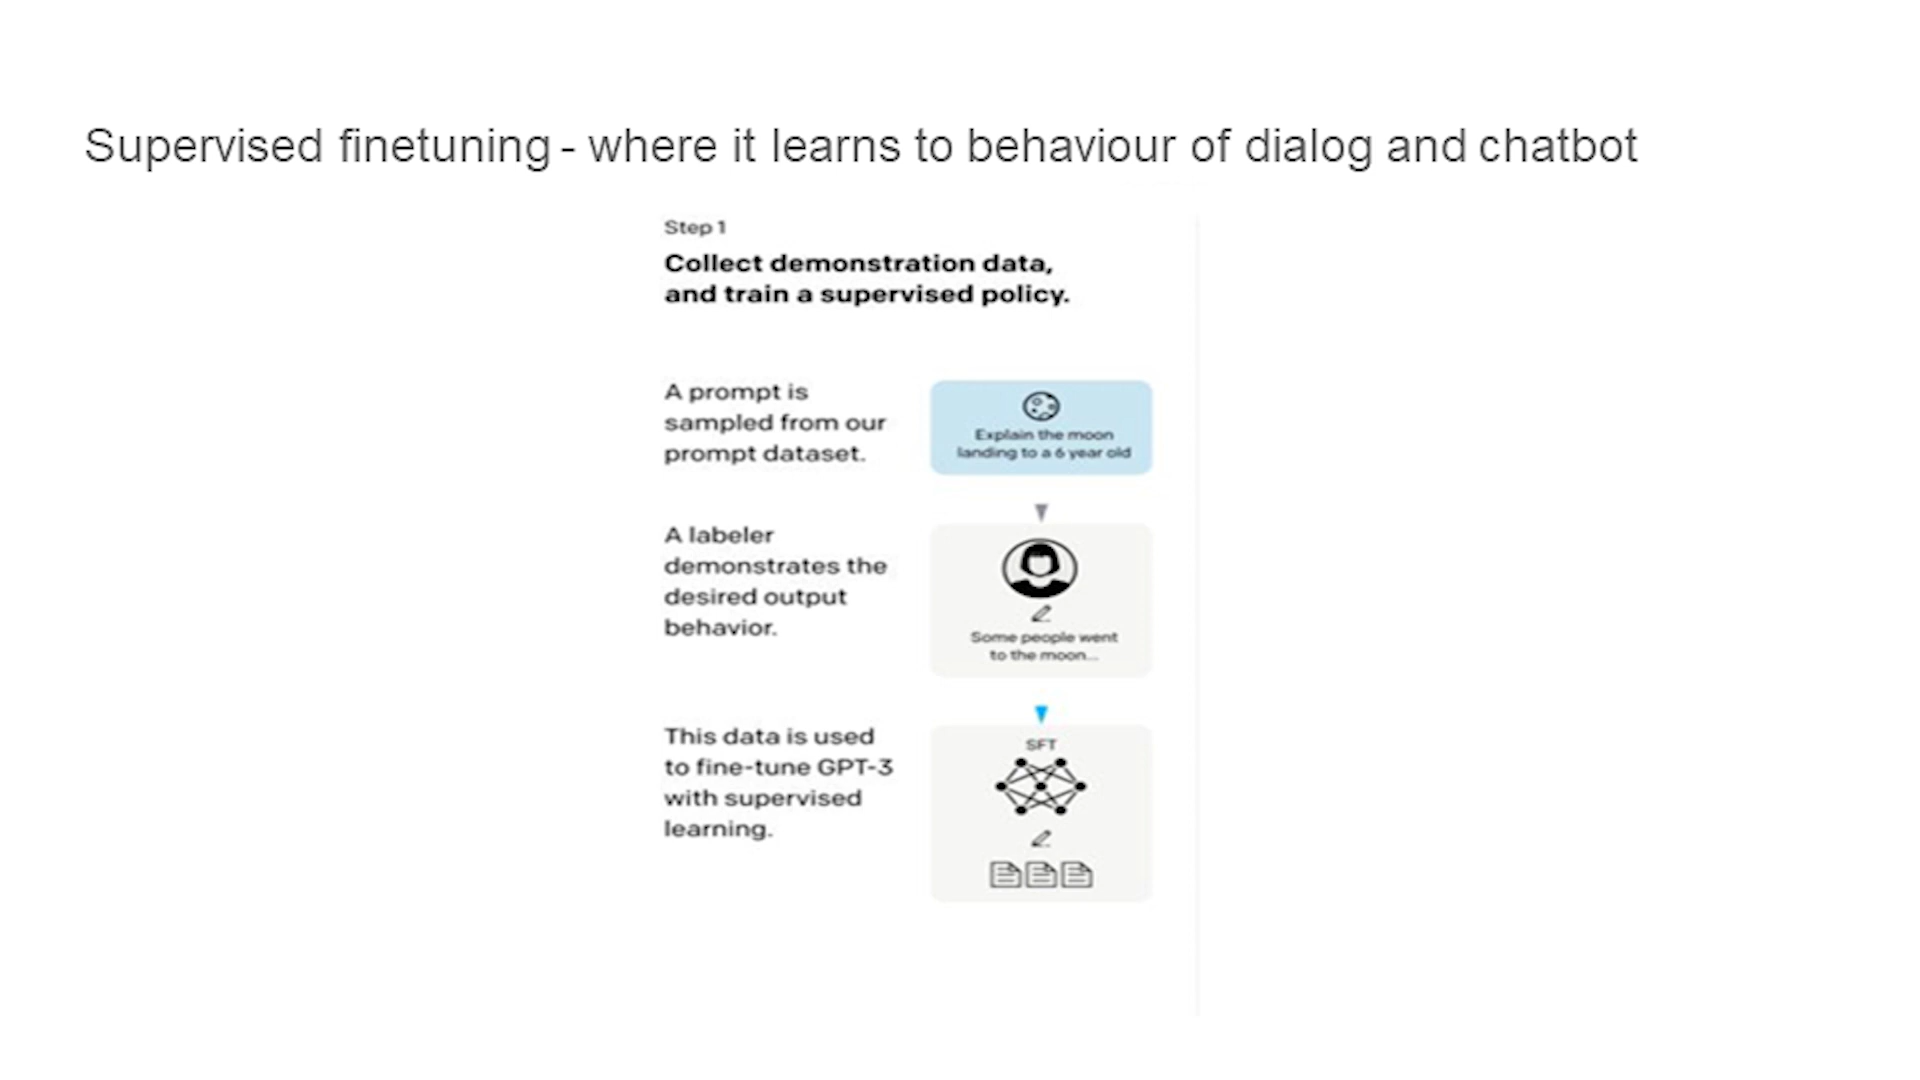 Supervised finetuning - where it learns to behaviour of dialog and chatbot
Step 1
Collect demonstration data,
and train a supervised policy.
A prompt is
sampled from our
prompt dataset.
Explain the moon
landing to a 6 year old
A labeler
demonstrates the
desired output
behavior.
Some people went
to the moon...
This data is used
to fine-tune GPT-3
with supervised
learning.
SFT